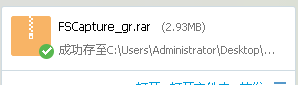 FSCapture_gr.rar (2.93MB)
成功存至C:\Users\Administrator\Desktop\...